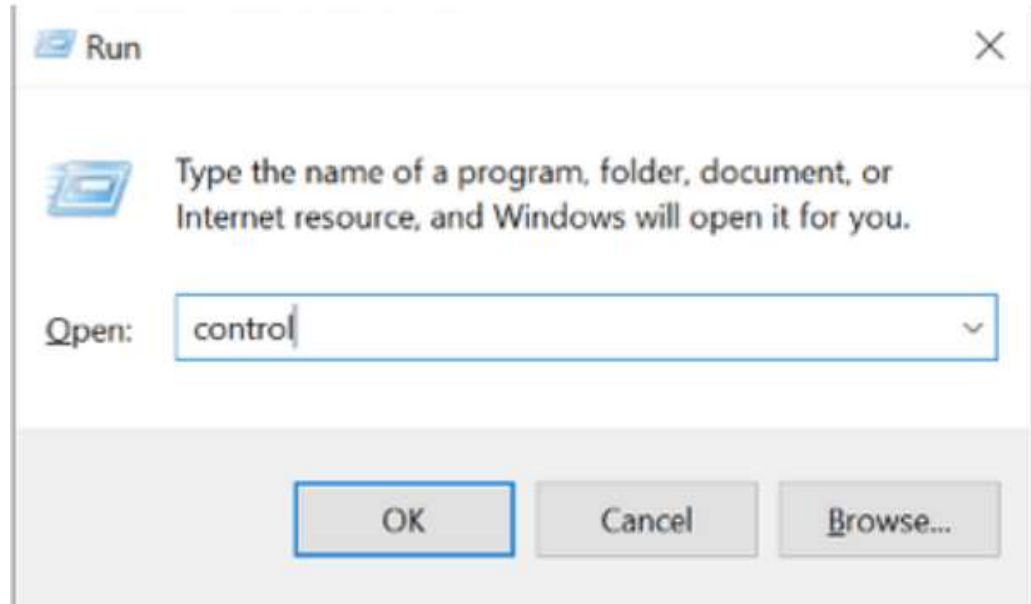 Run
Type the name of a program, folder, document, or
Internet resource, and Windows will open it for you.
Open:
control
OK
Cancel
Browse...